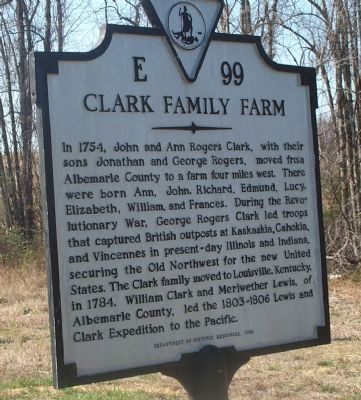 E 99
CLARK FAMILY FARM
In 1754, John and Ann Rogers Clark, with their
sons Jonathan and George Rogers, moved from
Albemarle County to a farm four miles west. There
were born Ann, John, Richard, Edmund, Lucy,
Elizabeth, William, and Frances. During the Revo-
lutionary War, George Rogers Clark led troops
that captured British outposts at Kaskaskia, Cahokia,
and Vincennes in present-day Illinois and Indiana,
securing the Old Northwest for the new United
States. The Clark family moved to Louisville, Kentucky,
in 1784. William Clark and Meriwether Lewis, of
Albemarle County, led the 1803-1806 Lewis and
Clark Expedition to the Pacific.
DEPARTMENT OF HISTORIC RESOURCES,